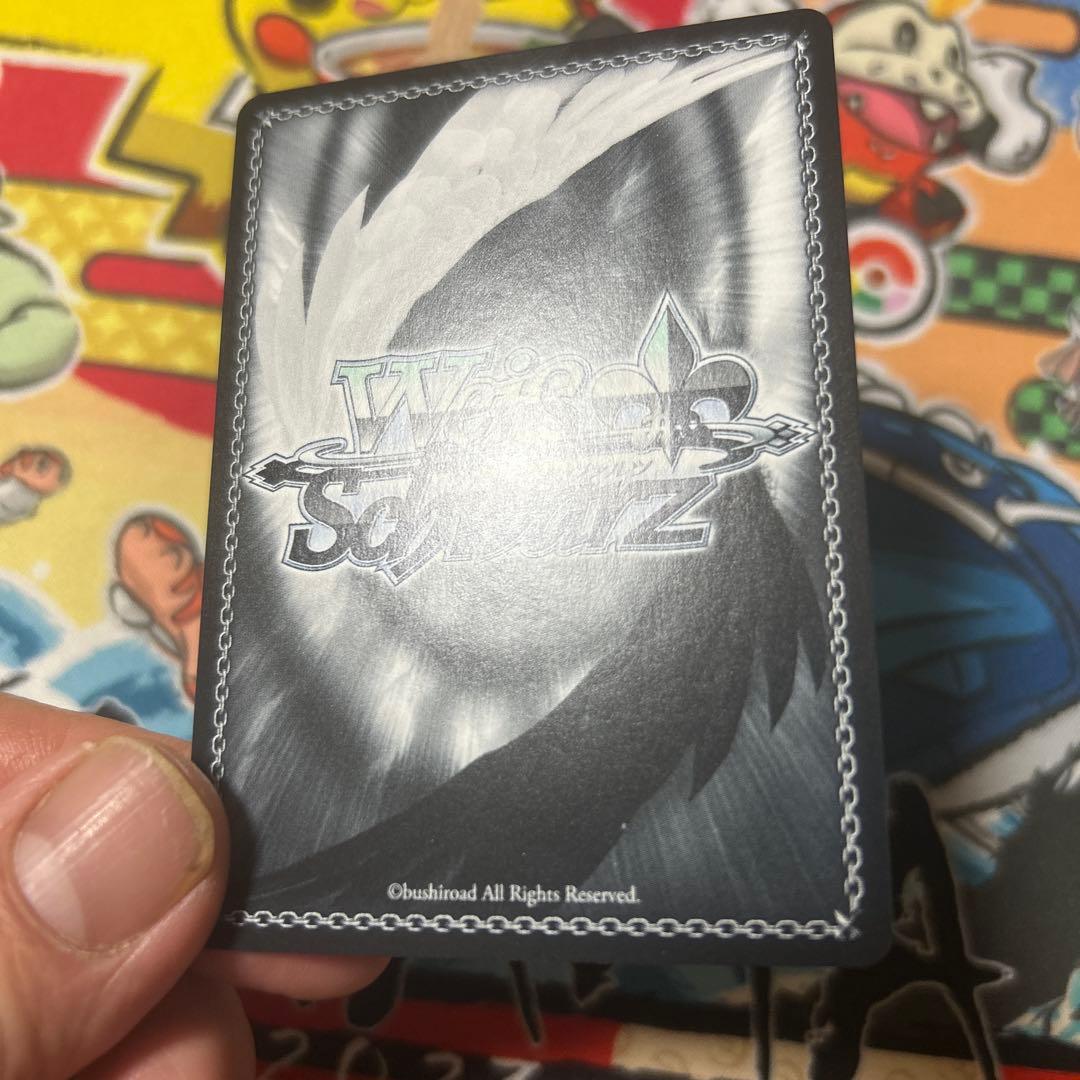 Weiß
Schwarz
©bushiroad All Rights Reserved.